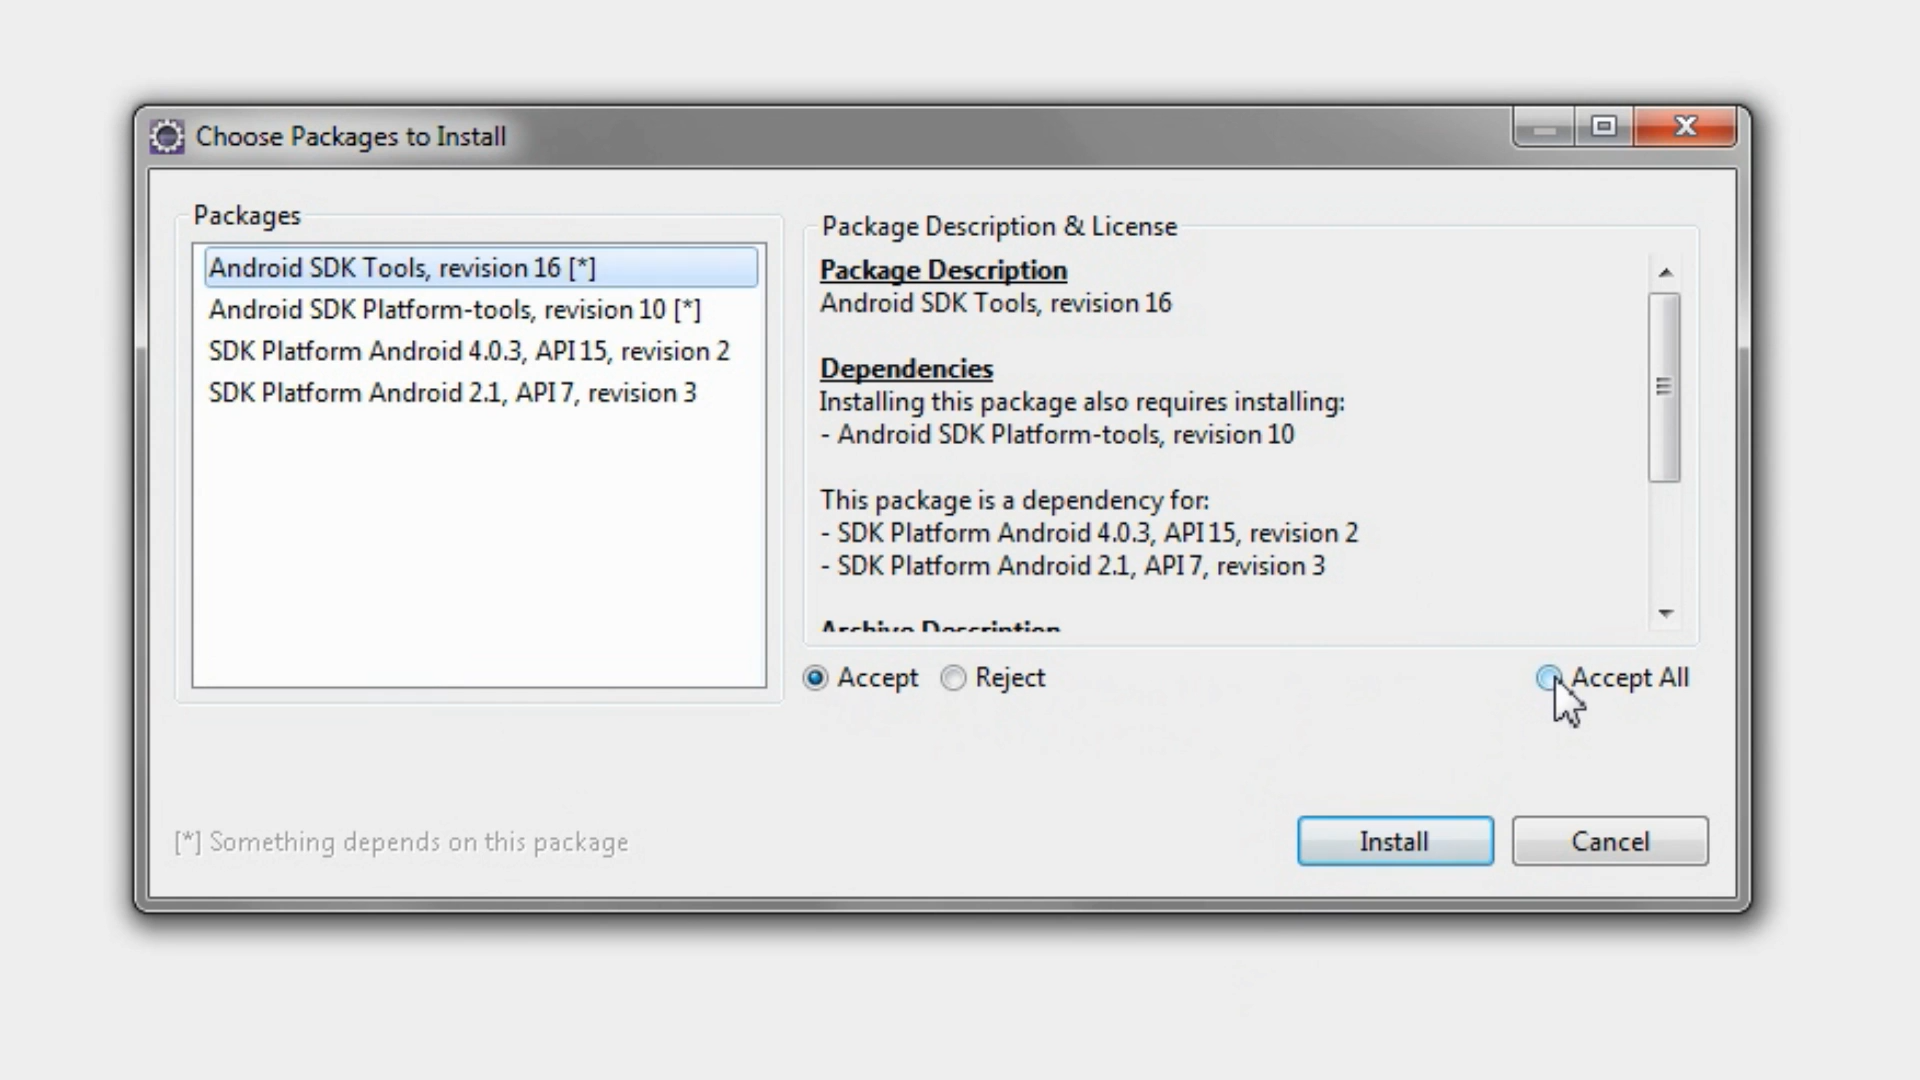 Choose Packages to Install
Packages
Android SDK Tools, revision 16 [*]
Android SDK Platform-tools, revision 10 [*]
SDK Platform Android 4.0.3, API 15, revision 2
SDK Platform Android 2.1, API 7, revision 3
Package Description & License
Package Description
Android SDK Tools, revision 16
Dependencies
Installing this package also requires installing:
- Android SDK Platform-tools, revision 10
This package is a dependency for:
- SDK Platform Android 4.0.3, API 15, revision 2
- SDK Platform Android 2.1, API 7, revision 3
Archive Description
Accept
Reject
Accept All
[*] Something depends on this package
Install
Cancel